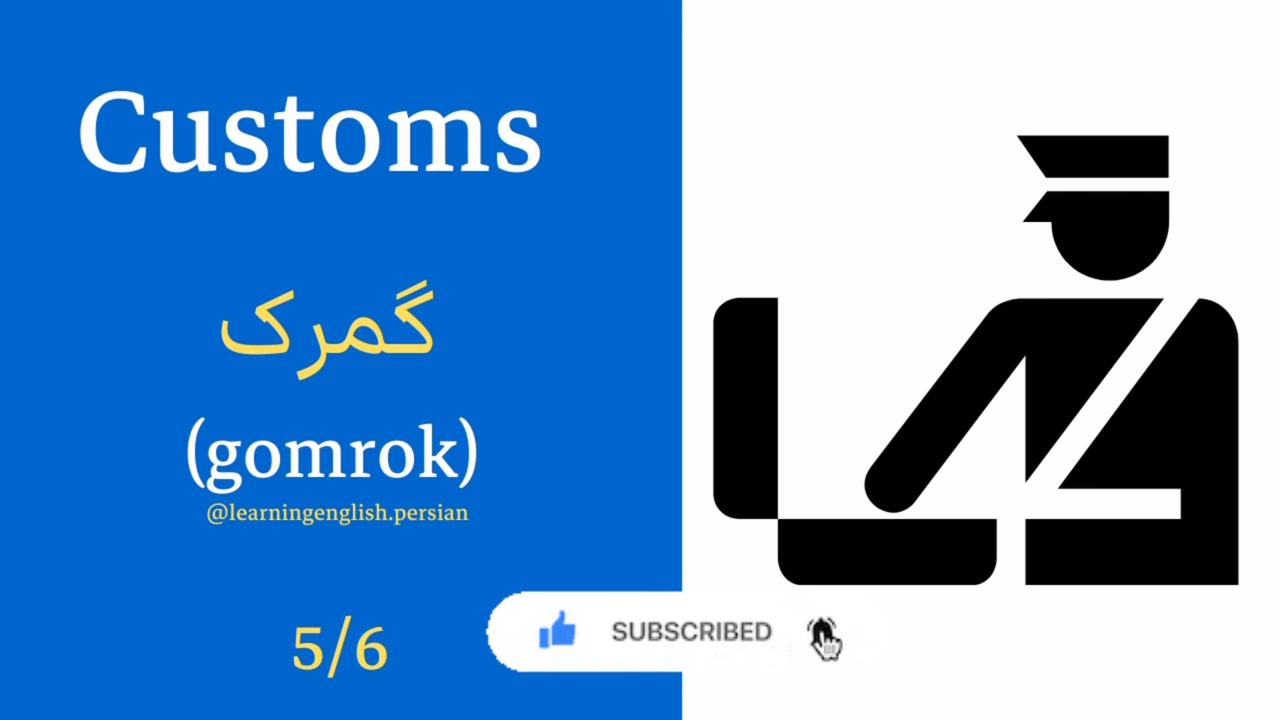 Customs
گمرک
(gomrok)
@learningenglish.persian
5/6
SUBSCRIBED